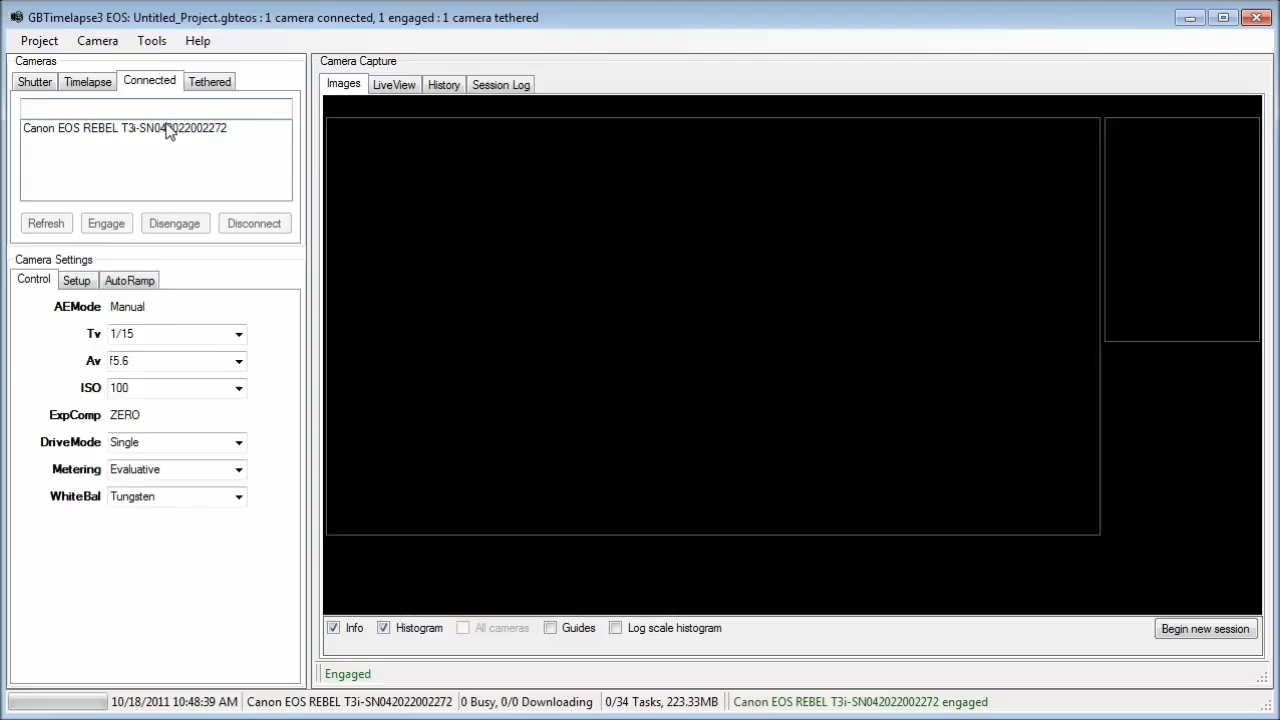 GBTimelapse3 EOS: Untitled_Project.gbteos : 1 camera connected, 1 engaged : 1 camera tethered
Project Camera Tools Help
Cameras
Shutter Timelapse Connected Tethered
Canon EOS REBEL T3i-SN042022002272
Refresh Engage Disengage Disconnect
Camera Settings
Control Setup AutoRamp
AEMode Manual
Tv 1/15
Av f5.6
ISO 100
ExpComp ZERO
DriveMode Single
Metering Evaluative
WhiteBal Tungsten
Camera Capture
Images LiveView History Session Log
Info Histogram All cameras Guides Log scale histogram Begin new session
Engaged
10/18/2011 10:48:39 AM Canon EOS REBEL T3i-SN042022002272 0 Busy, 0/0 Downloading 0/34 Tasks, 223.33MB Canon EOS REBEL T3i-SN042022002272 engaged